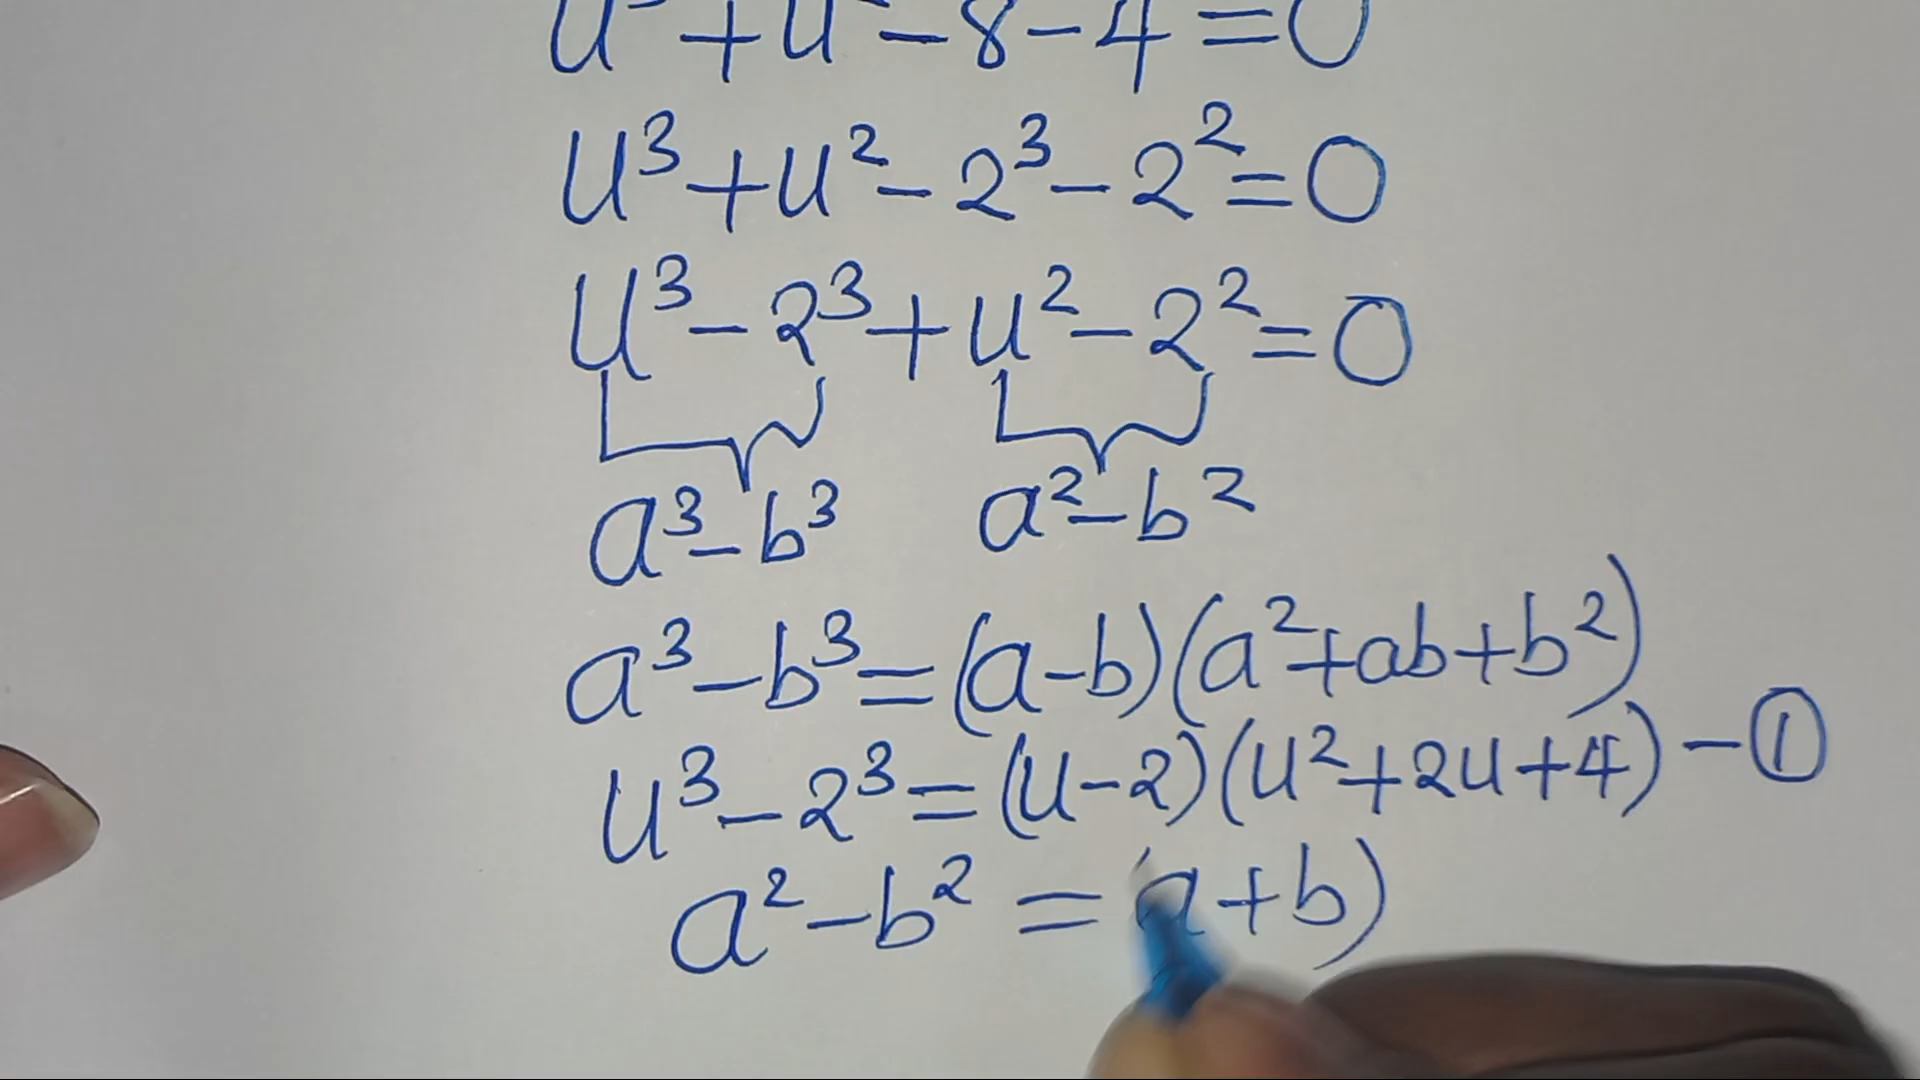 u³+u²-8-4=0
u³+u²-2³-2²=0
u³-2³+u²-2²=0
a³-b³ a²-b²
a³-b³=(a-b)(a²+ab+b²)
u³-2³=(u-2)(u²+2u+4)-①
a²-b²=(a+b)